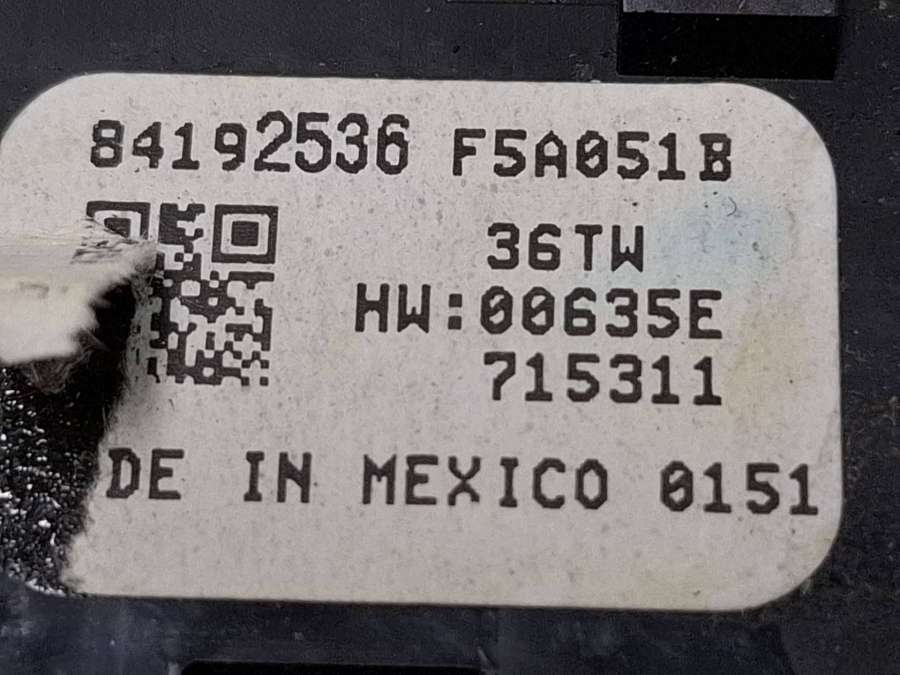 84192536 F5A051B
36TW
HW:00635E
715311
DE IN MEXICO 0151